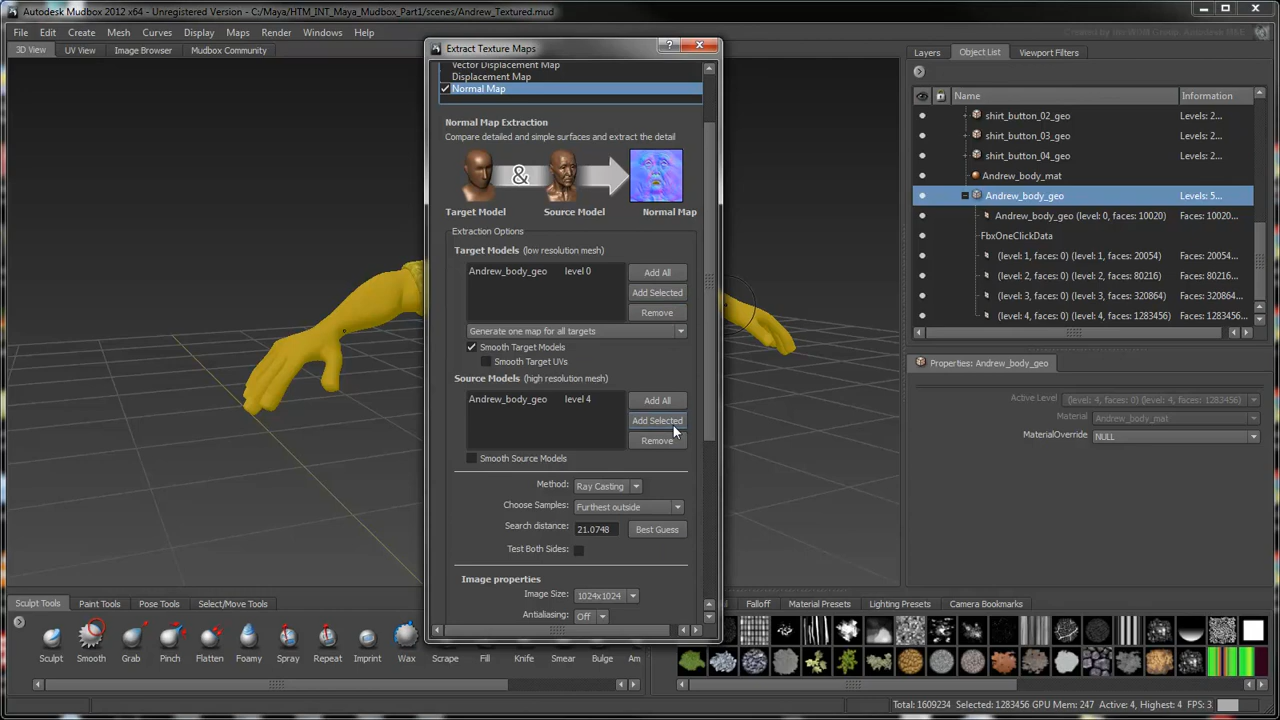 Autodesk Mudbox 2012 x64 - Unregistered Version - C:/Maya/HTM_INT_Maya_Mudbox_Part1/scenes/Andrew_Textured.mud
File Edit Create Mesh Curves Display Maps Render Windows Help
3D View UV View Image Browser Mudbox Community
Extract Texture Maps
Vector Displacement Map
Displacement Map
Normal Map
Normal Map Extraction
Compare detailed and simple surfaces and extract the detail
&
Target Model Source Model Normal Map
Extraction Options
Target Models (low resolution mesh)
Andrew_body_geo level 0
Add All
Add Selected
Remove
Generate one map for all targets
Smooth Target Models
Smooth Target UVs
Source Models (high resolution mesh)
Andrew_body_geo level 4
Add All
Add Selected
Remove
Smooth Source Models
Method: Ray Casting
Choose Samples: Furthest outside
Search distance: 21.0748 Best Guess
Test Both Sides:
Image properties
Image Size: 1024x1024
Antialiasing: Off
Layers Object List Viewport Filters
Name Information
shirt_button_02_geo Levels: 2...
shirt_button_03_geo Levels: 2...
shirt_button_04_geo Levels: 2...
Andrew_body_mat
Andrew_body_geo Levels: 5...
Andrew_body_geo (level: 0, faces: 10020) Faces: 10020...
FbxOneClickData
(level: 1, faces: 0) (level: 1, faces: 20054) Faces: 20054...
(level: 2, faces: 0) (level: 2, faces: 80216) Faces: 80216...
(level: 3, faces: 0) (level: 3, faces: 320864) Faces: 320864...
(level: 4, faces: 0) (level: 4, faces: 1283456) Faces: 1283456...
Properties: Andrew_body_geo
Active Level (level: 4, faces: 0) (level: 4, faces: 1283456)
Material Andrew_body_mat
MaterialOverride NULL
Sculpt Tools Paint Tools Pose Tools Select/Move Tools
Sculpt Smooth Grab Pinch Flatten Foamy Spray Repeat Imprint Wax Scrape Fill Knife Smear Bulge Am
Falloff Material Presets Lighting Presets Camera Bookmarks
Total: 1609234 Selected: 1283456 GPU Mem: 247 Active: 4, Highest: 4 FPS: 3